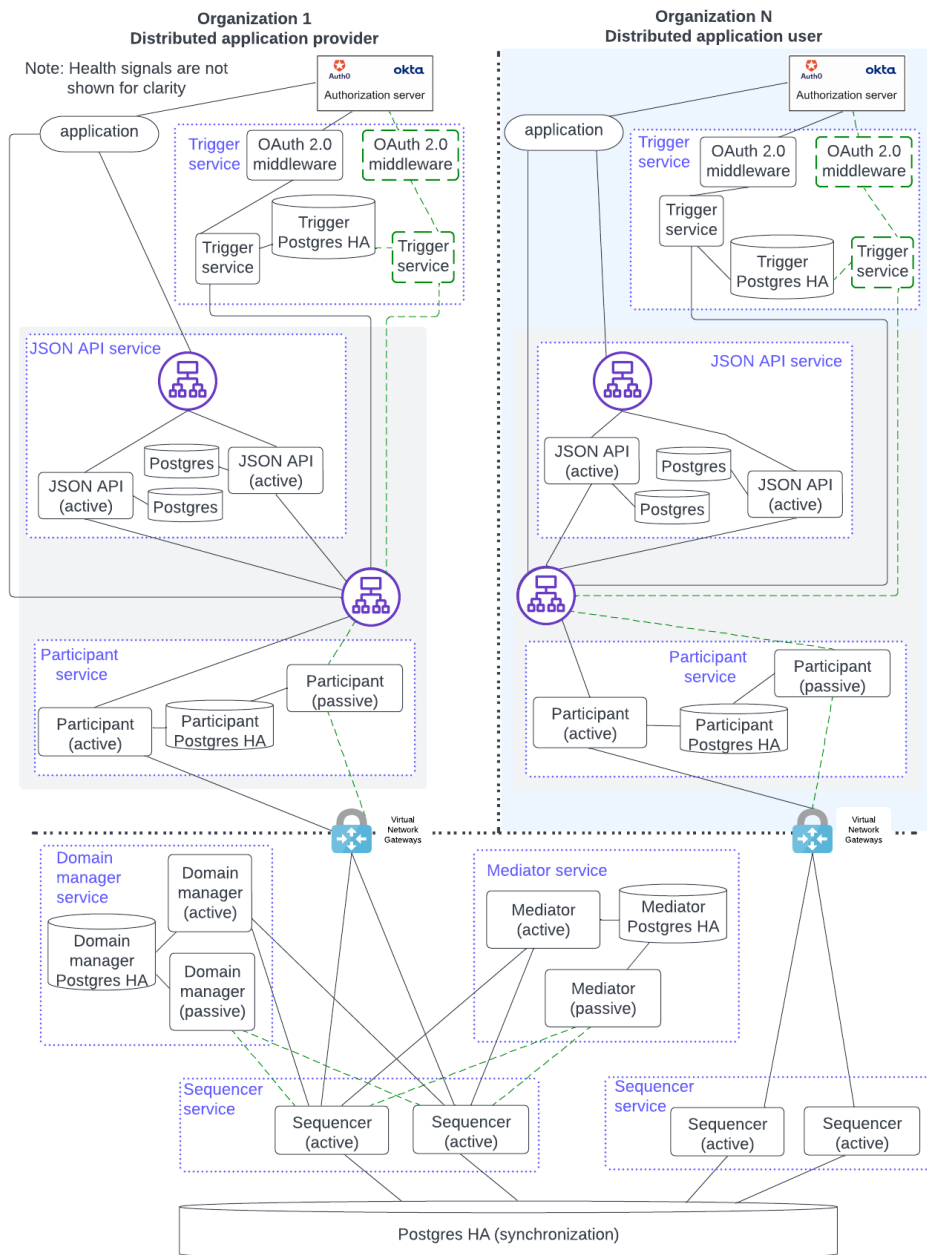 Organization 1
Distributed application provider
Organization N
Distributed application user
Note: Health signals are not
shown for clarity
Auth0
okta
Authorization server
application
Trigger
service
OAuth 2.0
middleware
OAuth 2.0
middleware
Trigger
Postgres HA
Trigger
service
Trigger
service
JSON API service
Postgres
JSON API
(active)
JSON API
(active)
Postgres
Participant
service
Participant
(passive)
Participant
(active)
Participant
Postgres HA
Virtual
Network
Gateways
Auth0
okta
Authorization server
application
Trigger
service
OAuth 2.0
middleware
OAuth 2.0
middleware
Trigger
service
Trigger
Postgres HA
Trigger
service
JSON API service
JSON API
(active)
Postgres
JSON API
(active)
Postgres
Participant
service
Participant
(passive)
Participant
(active)
Participant
Postgres HA
Virtual
Network
Gateways
Domain
manager
service
Domain
manager
(active)
Domain
manager
Postgres HA
Domain
manager
(passive)
Mediator service
Mediator
(active)
Mediator
Postgres HA
Mediator
(passive)
Sequencer
service
Sequencer
(active)
Sequencer
(active)
Sequencer
service
Sequencer
(active)
Sequencer
(active)
Postgres HA (synchronization)